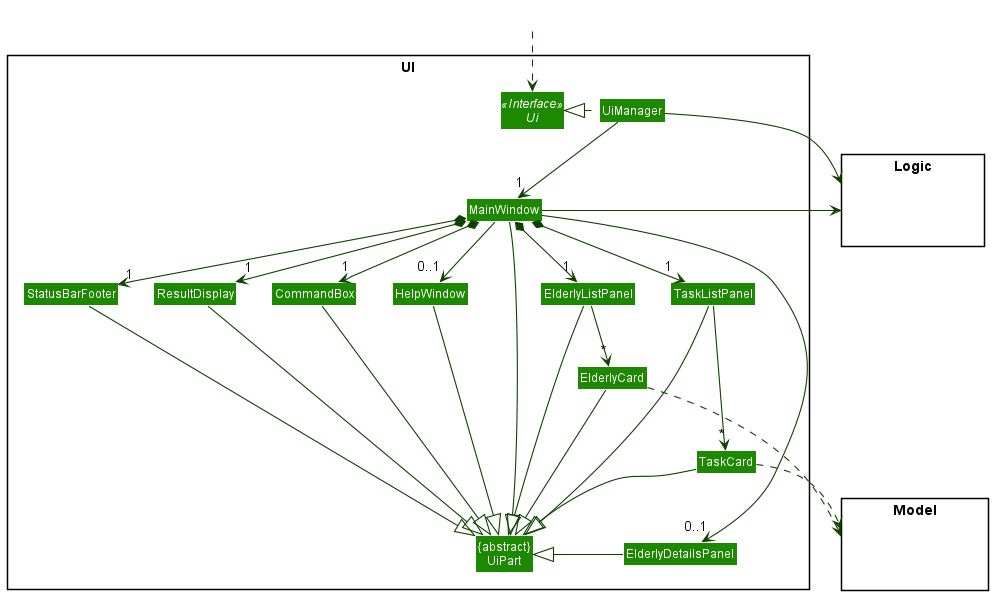 UI
«Interface»
Ui
UiManager
Logic
1
MainWindow
1
1
1
0..1
1
1
StatusBarFooter
ResultDisplay
CommandBox
HelpWindow
ElderlyListPanel
TaskListPanel
*
ElderlyCard
*
TaskCard
Model
0..1
{abstract}
UiPart
ElderlyDetailsPanel